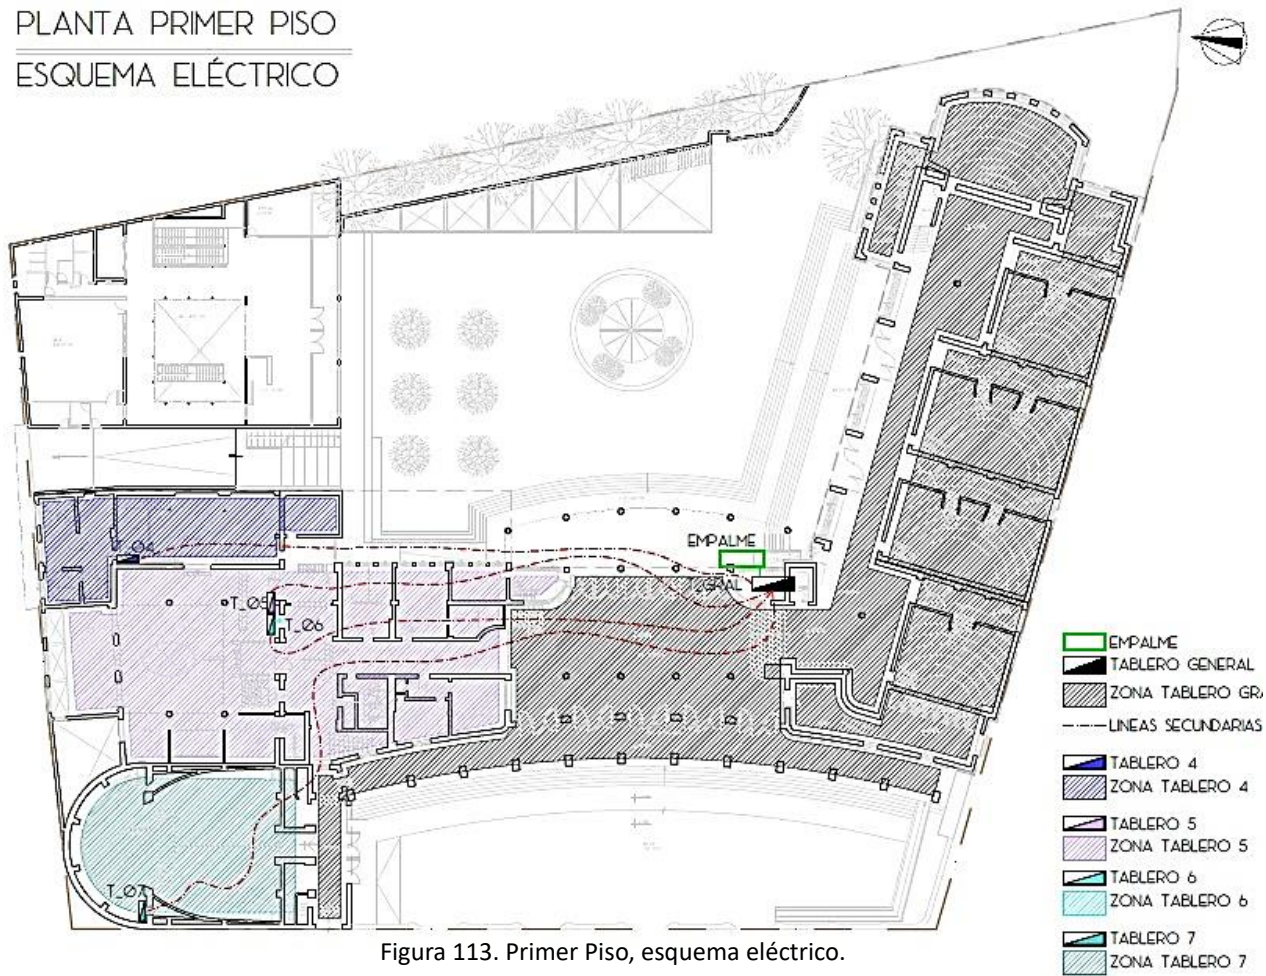 PLANTA PRIMER PISO
ESQUEMA ELÉCTRICO
EMPALME
T_04
T_05
T_06
T_07
EMPALME
TABLERO GENERAL
ZONA TABLERO GRA
LINEAS SECUNDARIAS
TABLERO 4
ZONA TABLERO 4
TABLERO 5
ZONA TABLERO 5
TABLERO 6
ZONA TABLERO 6
TABLERO 7
ZONA TABLERO 7
Figura 113. Primer Piso, esquema eléctrico.